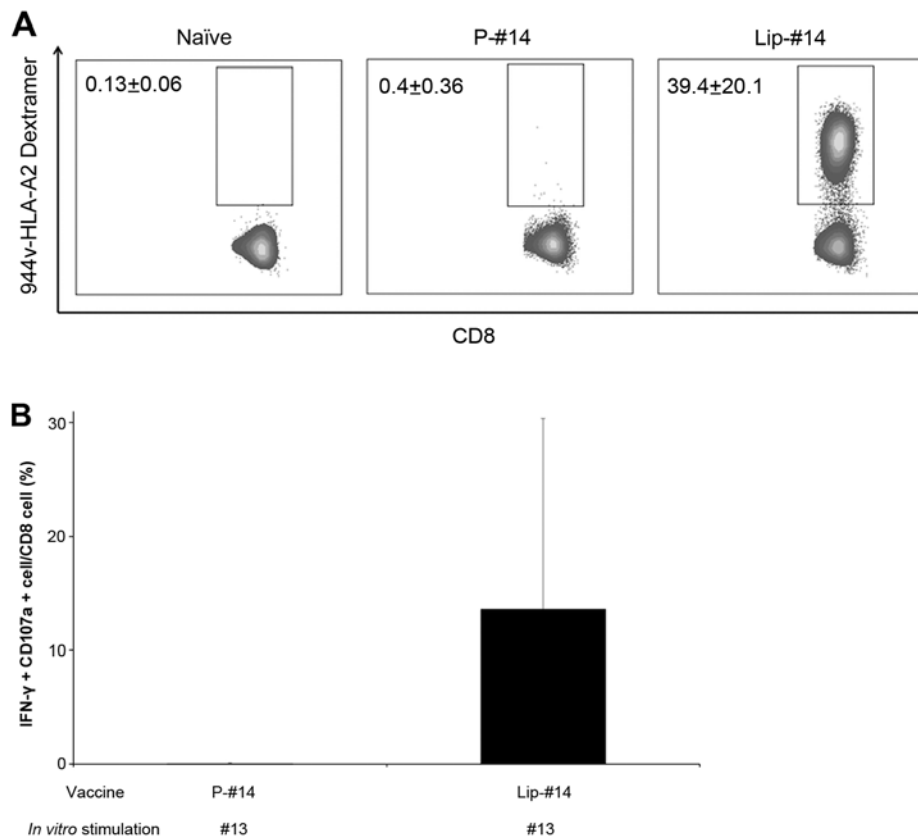 A
Naïve
P-#14
Lip-#14
0.13±0.06
0.4±0.36
39.4±20.1
944v-HLA-A2 Dextramer
CD8
B
IFN-γ + CD107a + cell/CD8 cell (%)
30
20
10
0
Vaccine P-#14 Lip-#14
In vitro stimulation #13 #13